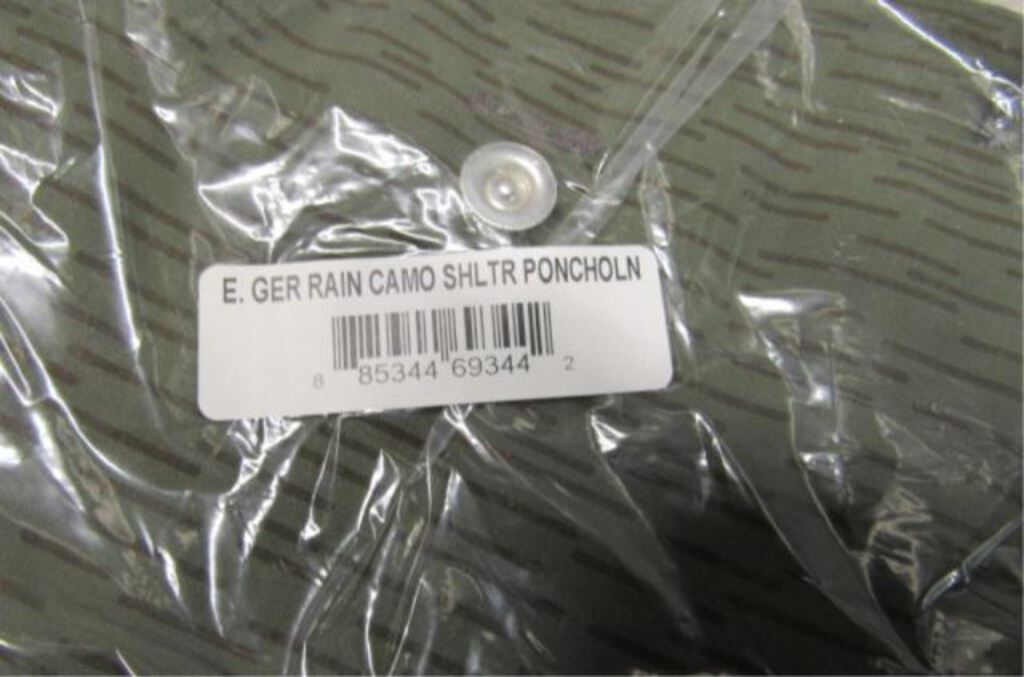 E. GER RAIN CAMO SHLTR PONCHOLN
8 85344 69344 2